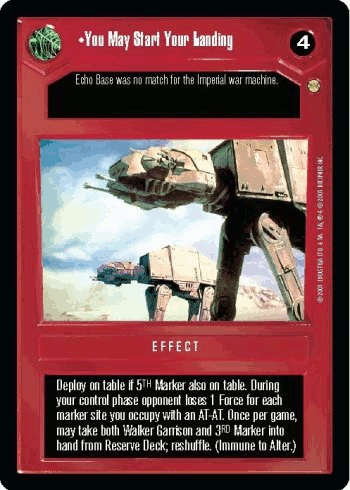 •You May Start Your Landing
4
Echo Base was no match for the Imperial war machine.
EFFECT
Deploy on table if 5TH Marker also on table. During
your control phase opponent loses 1 Force for each
marker site you occupy with an AT-AT. Once per game,
may take both Walker Garrison and 3RD Marker into
hand from Reserve Deck; reshuffle. (Immune to Alter.)